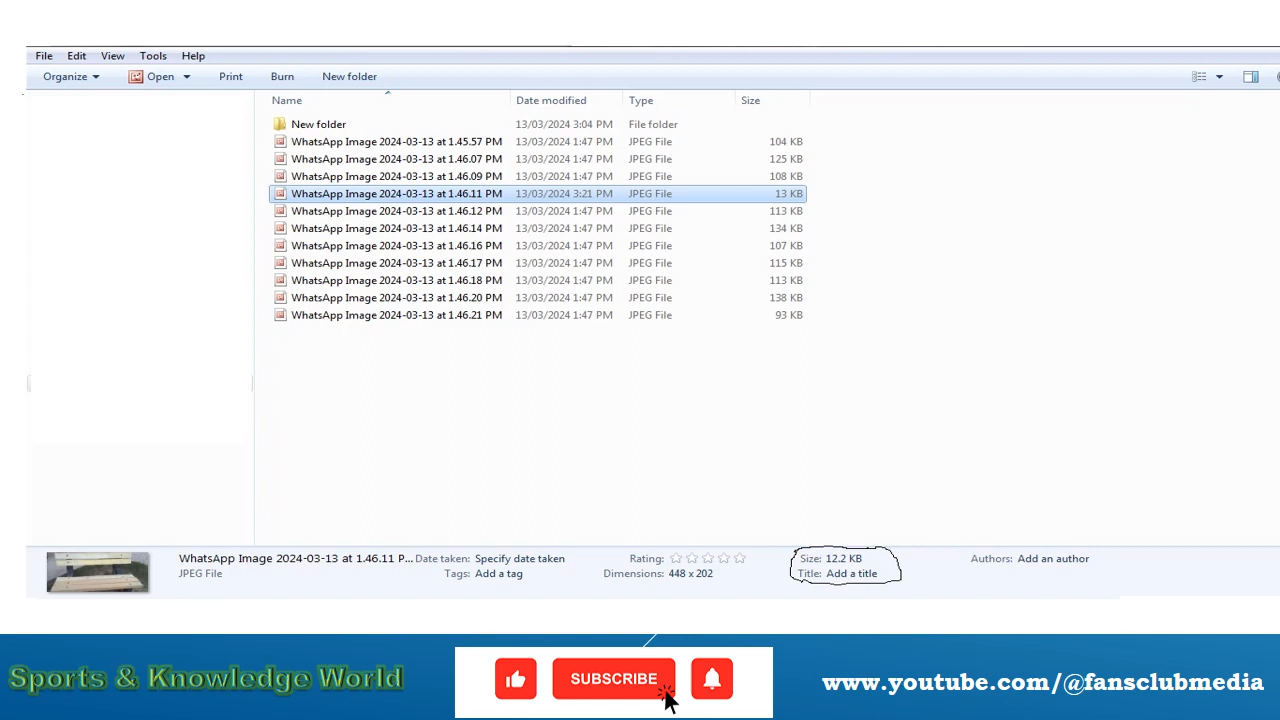 File Edit View Tools Help
Organize Open Print Burn New folder
Name Date modified Type Size
New folder 13/03/2024 3:04 PM File folder
WhatsApp Image 2024-03-13 at 1.45.57 PM 13/03/2024 1:47 PM JPEG File 104 KB
WhatsApp Image 2024-03-13 at 1.46.07 PM 13/03/2024 1:47 PM JPEG File 125 KB
WhatsApp Image 2024-03-13 at 1.46.09 PM 13/03/2024 1:47 PM JPEG File 108 KB
WhatsApp Image 2024-03-13 at 1.46.11 PM 13/03/2024 3:21 PM JPEG File 13 KB
WhatsApp Image 2024-03-13 at 1.46.12 PM 13/03/2024 1:47 PM JPEG File 113 KB
WhatsApp Image 2024-03-13 at 1.46.14 PM 13/03/2024 1:47 PM JPEG File 134 KB
WhatsApp Image 2024-03-13 at 1.46.16 PM 13/03/2024 1:47 PM JPEG File 107 KB
WhatsApp Image 2024-03-13 at 1.46.17 PM 13/03/2024 1:47 PM JPEG File 115 KB
WhatsApp Image 2024-03-13 at 1.46.18 PM 13/03/2024 1:47 PM JPEG File 113 KB
WhatsApp Image 2024-03-13 at 1.46.20 PM 13/03/2024 1:47 PM JPEG File 138 KB
WhatsApp Image 2024-03-13 at 1.46.21 PM 13/03/2024 1:47 PM JPEG File 93 KB
WhatsApp Image 2024-03-13 at 1.46.11 P... Date taken: Specify date taken Rating: Size: 12.2 KB Authors: Add an author
JPEG File Tags: Add a tag Dimensions: 448 x 202 Title: Add a title
Sports & Knowledge World SUBSCRIBE www.youtube.com/@fansclubmedia